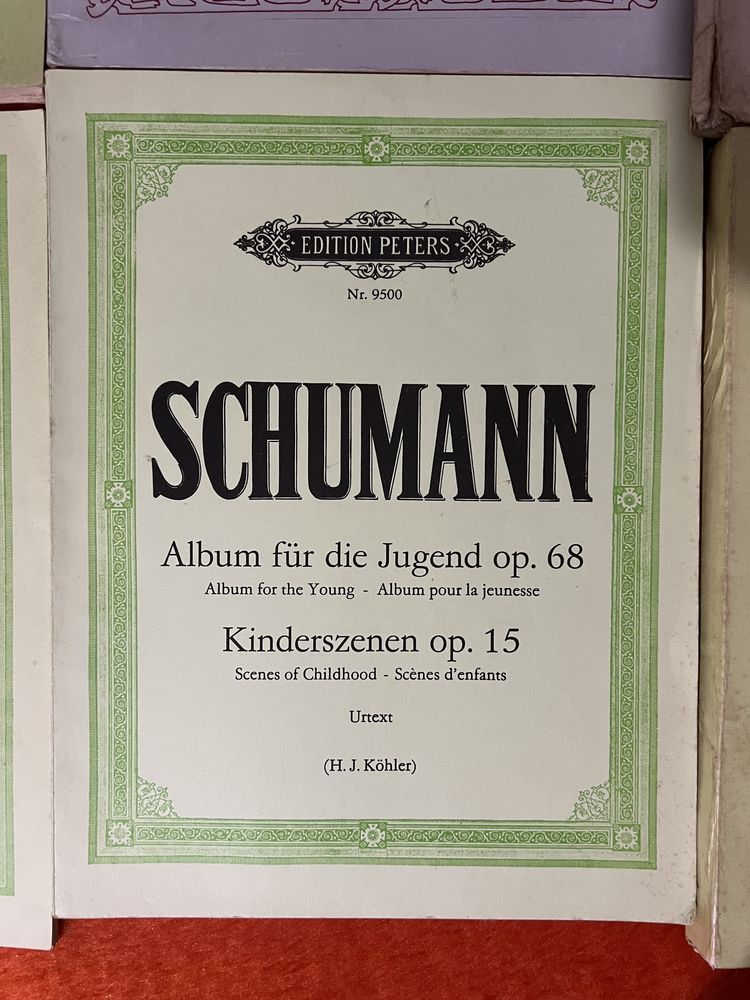 EDITION PETERS
Nr. 9500
SCHUMANN
Album für die Jugend op. 68
Album for the Young - Album pour la jeunesse
Kinderszenen op. 15
Scenes of Childhood - Scènes d'enfants
Urtext
(H. J. Köhler)